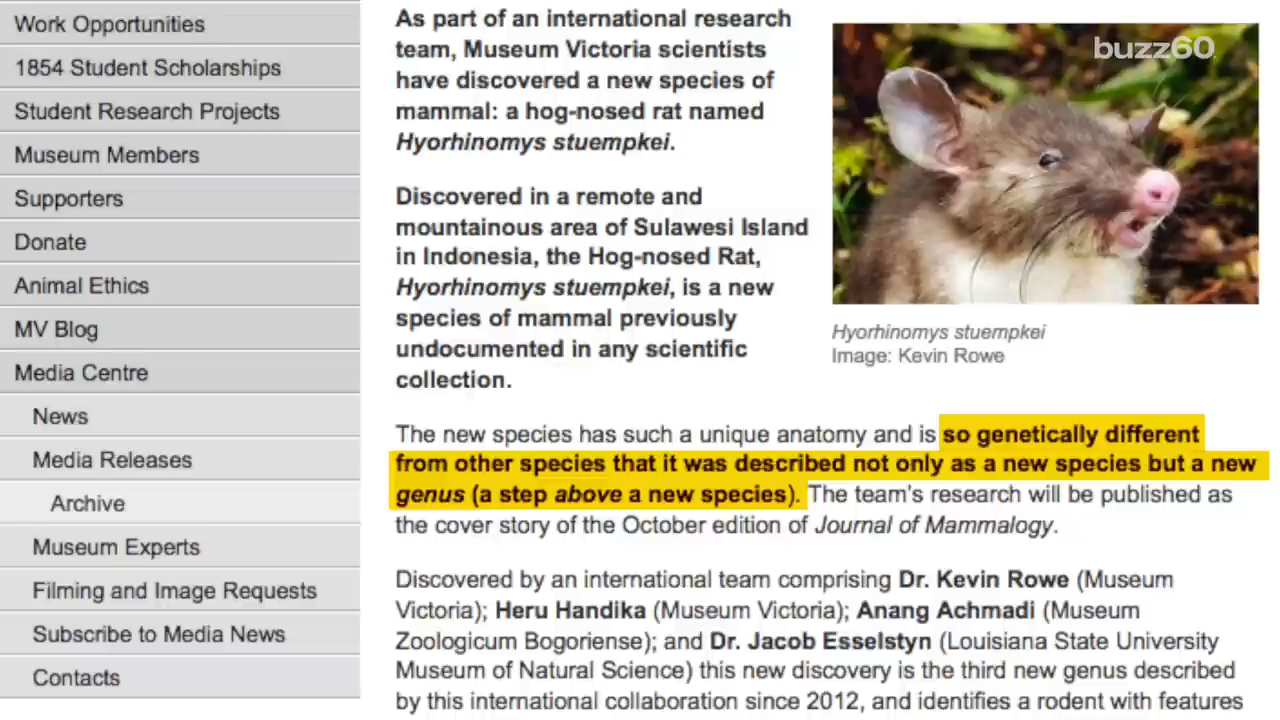 Work Opportunities
1854 Student Scholarships
Student Research Projects
Museum Members
Supporters
Donate
Animal Ethics
MV Blog
Media Centre
News
Media Releases
Archive
Museum Experts
Filming and Image Requests
Subscribe to Media News
Contacts
As part of an international research
team, Museum Victoria scientists
have discovered a new species of
mammal: a hog-nosed rat named
Hyorhinomys stuempkei.
Discovered in a remote and
mountainous area of Sulawesi Island
in Indonesia, the Hog-nosed Rat,
Hyorhinomys stuempkei, is a new
species of mammal previously
undocumented in any scientific
collection.
buzz60
Hyorhinomys stuempkei
Image: Kevin Rowe
The new species has such a unique anatomy and is so genetically different
from other species that it was described not only as a new species but a new
genus (a step above a new species). The team's research will be published as
the cover story of the October edition of Journal of Mammalogy.
Discovered by an international team comprising Dr. Kevin Rowe (Museum
Victoria); Heru Handika (Museum Victoria); Anang Achmadi (Museum
Zoologicum Bogoriense); and Dr. Jacob Esselstyn (Louisiana State University
Museum of Natural Science) this new discovery is the third new genus described
by this international collaboration since 2012, and identifies a rodent with features